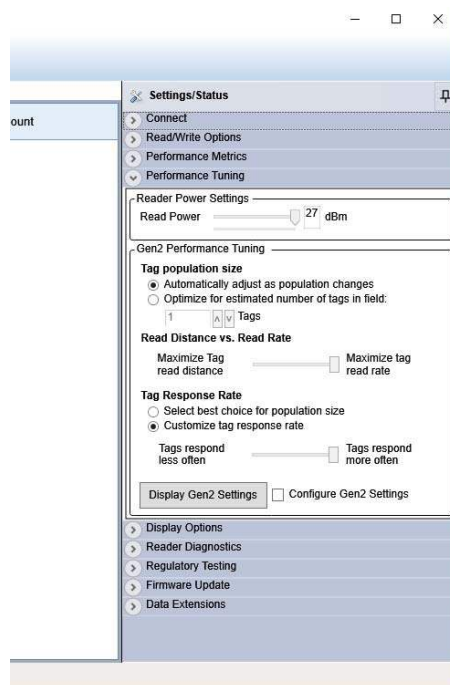 Settings/Status
ount
Connect
Read/Write Options
Performance Metrics
Performance Tuning
Reader Power Settings
Read Power 27 dBm
Gen2 Performance Tuning
Tag population size
Automatically adjust as population changes
Optimize for estimated number of tags in field:
1 Tags
Read Distance vs. Read Rate
Maximize Tag
read distance
Maximize tag
read rate
Tag Response Rate
Select best choice for population size
Customize tag response rate
Tags respond
less often
Tags respond
more often
Display Gen2 Settings
Configure Gen2 Settings
Display Options
Reader Diagnostics
Regulatory Testing
Firmware Update
Data Extensions